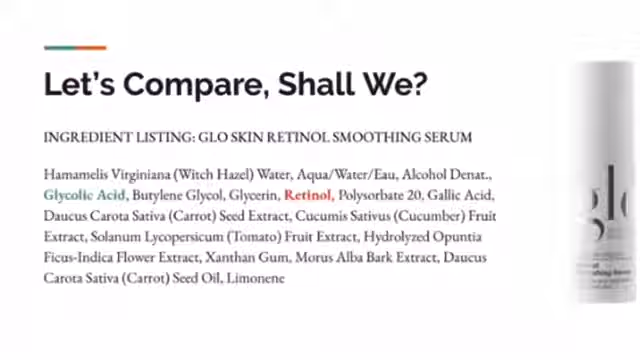 Let's Compare, Shall We?
INGREDIENT LISTING: GLO SKIN RETINOL SMOOTHING SERUM
Hamamelis Virginiana (Witch Hazel) Water, Aqua/Water/Eau, Alcohol Denat.,
Glycolic Acid, Butylene Glycol, Glycerin, Retinol, Polysorbate 20, Gallic Acid,
Daucus Carota Sativa (Carrot) Seed Extract, Cucumis Sativus (Cucumber) Fruit
Extract, Solanum Lycopersicum (Tomato) Fruit Extract, Hydrolyzed Opuntia
Ficus-Indica Flower Extract, Xanthan Gum, Morus Alba Bark Extract, Daucus
Carota Sativa (Carrot) Seed Oil, Limonene
glo